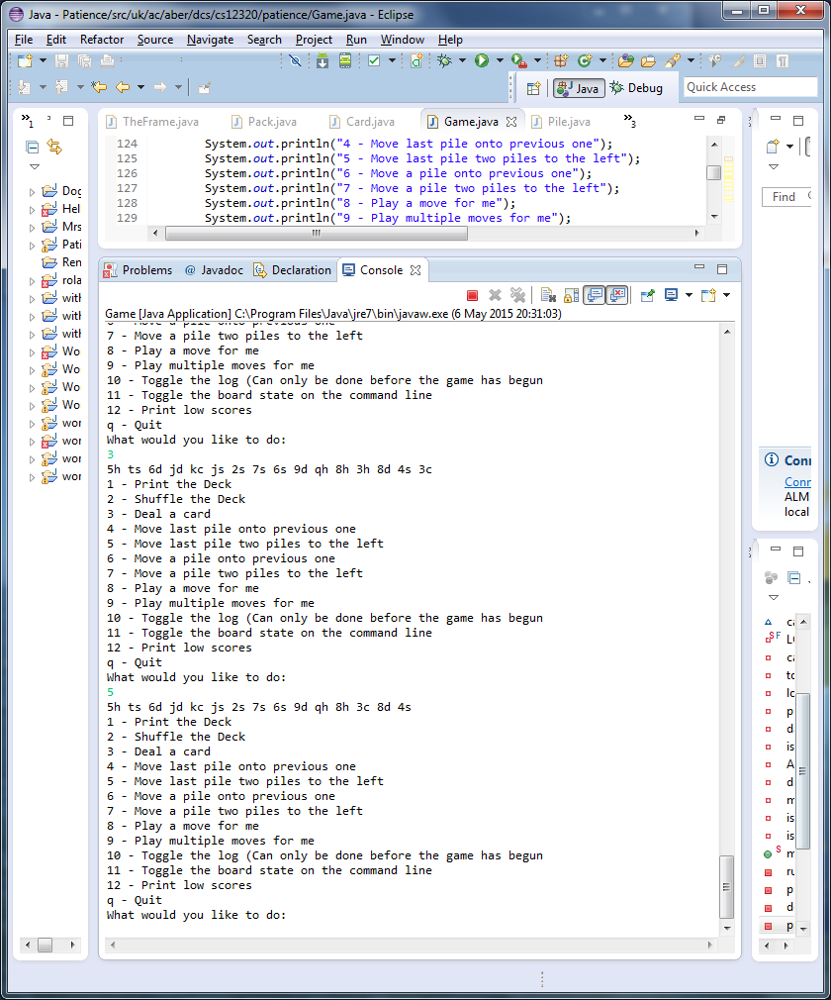 Java - Patience/src/uk/ac/aber/dcs/cs12320/patience/Game.java - Eclipse
File Edit Refactor Source Navigate Search Project Run Window Help
Java Debug Quick Access
TheFrame.java Pack.java Card.java Game.java Pile.java
124 System.out.println("4 - Move last pile onto previous one");
125 System.out.println("5 - Move last pile two piles to the left");
126 System.out.println("6 - Move a pile onto previous one");
127 System.out.println("7 - Move a pile two piles to the left");
128 System.out.println("8 - Play a move for me");
129 System.out.println("9 - Play multiple moves for me");
Dog
Hel
Mrs
Pati
Ren
rola
with
with
with
Wo
Wo
Wo
Wo
wor
wor
wor
wor
Find
Problems @ Javadoc Declaration Console
Game [Java Application] C:\Program Files\Java\jre7\bin\javaw.exe (6 May 2015 20:31:03)
6 - Move a pile onto previous one
7 - Move a pile two piles to the left
8 - Play a move for me
9 - Play multiple moves for me
10 - Toggle the log (Can only be done before the game has begun
11 - Toggle the board state on the command line
12 - Print low scores
q - Quit
What would you like to do:
3
5h ts 6d jd kc js 2s 7s 6s 9d qh 8h 3h 8d 4s 3c
1 - Print the Deck
2 - Shuffle the Deck
3 - Deal a card
4 - Move last pile onto previous one
5 - Move last pile two piles to the left
6 - Move a pile onto previous one
7 - Move a pile two piles to the left
8 - Play a move for me
9 - Play multiple moves for me
10 - Toggle the log (Can only be done before the game has begun
11 - Toggle the board state on the command line
12 - Print low scores
q - Quit
What would you like to do:
5
5h ts 6d jd kc js 2s 7s 6s 9d qh 8h 3c 8d 4s
1 - Print the Deck
2 - Shuffle the Deck
3 - Deal a card
4 - Move last pile onto previous one
5 - Move last pile two piles to the left
6 - Move a pile onto previous one
7 - Move a pile two piles to the left
8 - Play a move for me
9 - Play multiple moves for me
10 - Toggle the log (Can only be done before the game has begun
11 - Toggle the board state on the command line
12 - Print low scores
q - Quit
What would you like to do:
Conn
Conr
ALM
local